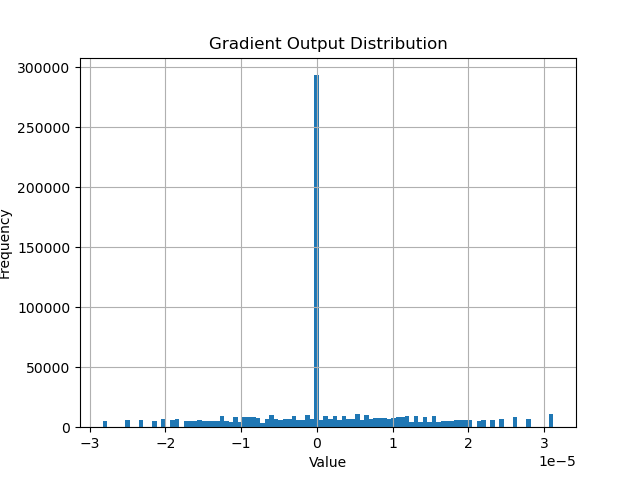 Gradient Output Distribution
300000
250000
200000
150000
100000
50000
0
Frequency
−3 −2 −1 0 1 2 3
1e−5
Value